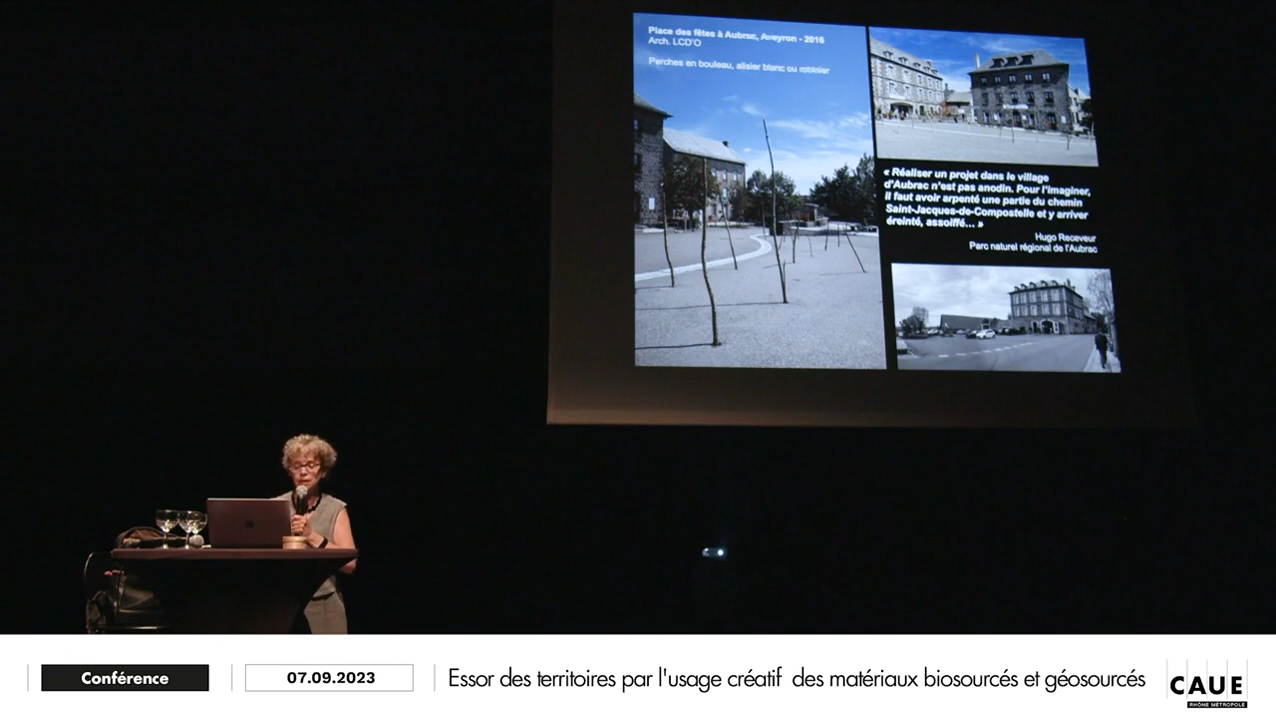 Place des fêtes à Aubrac, Aveyron - 2016
Arch. LCD'O
Perches en bouleau, alisier blanc ou robinier
« Réaliser un projet dans le village
d'Aubrac n'est pas anodin. Pour l'imaginer,
il faut avoir arpenté une partie du chemin
Saint-Jacques-de-Compostelle et y arriver
éreinté, assoiffé... »
Hugo Receveur
Parc naturel régional de l'Aubrac
Conférence
07.09.2023
Essor des territoires par l'usage créatif des matériaux biosourcés et géosourcés
CAUE
RHÔNE MÉTROPOLE